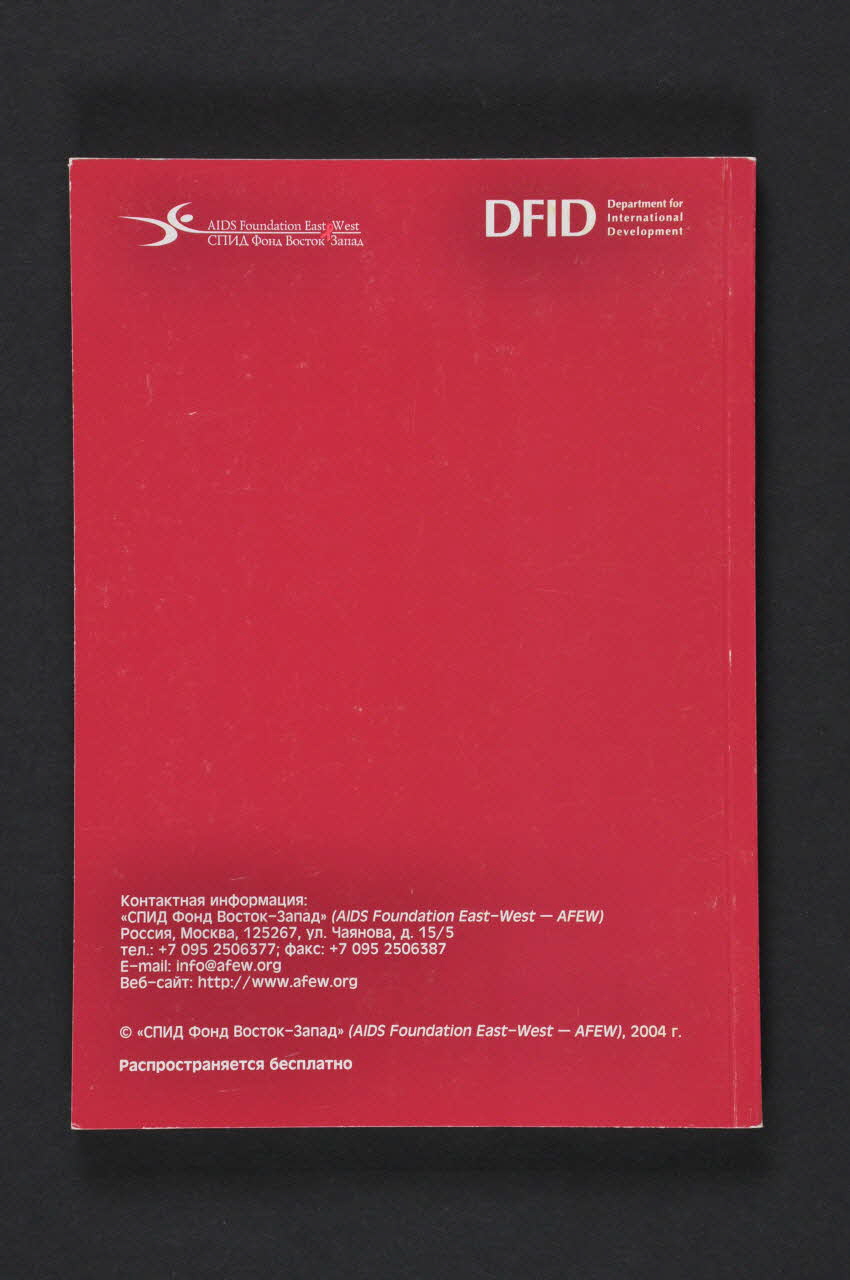 AIDS Foundation East West
СПИД Фонд Восток Запад
DFID
Department for
International
Development
Контактная информация:
«СПИД Фонд Восток–Запад» (AIDS Foundation East–West — AFEW)
Россия, Москва, 125267, ул. Чаянова, д. 15/5
тел.: +7 095 2506377; факс: +7 095 2506387
E–mail: info@afew.org
Веб–сайт: http://www.afew.org
© «СПИД Фонд Восток–Запад» (AIDS Foundation East–West — AFEW), 2004 г.
Распространяется бесплатно